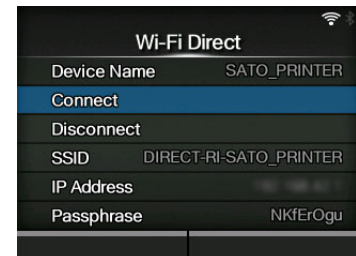 Wi-Fi Direct
Device Name SATO_PRINTER
Connect
Disconnect
SSID DIRECT-RI-SATO_PRINTER
IP Address
Passphrase NKfErOgu